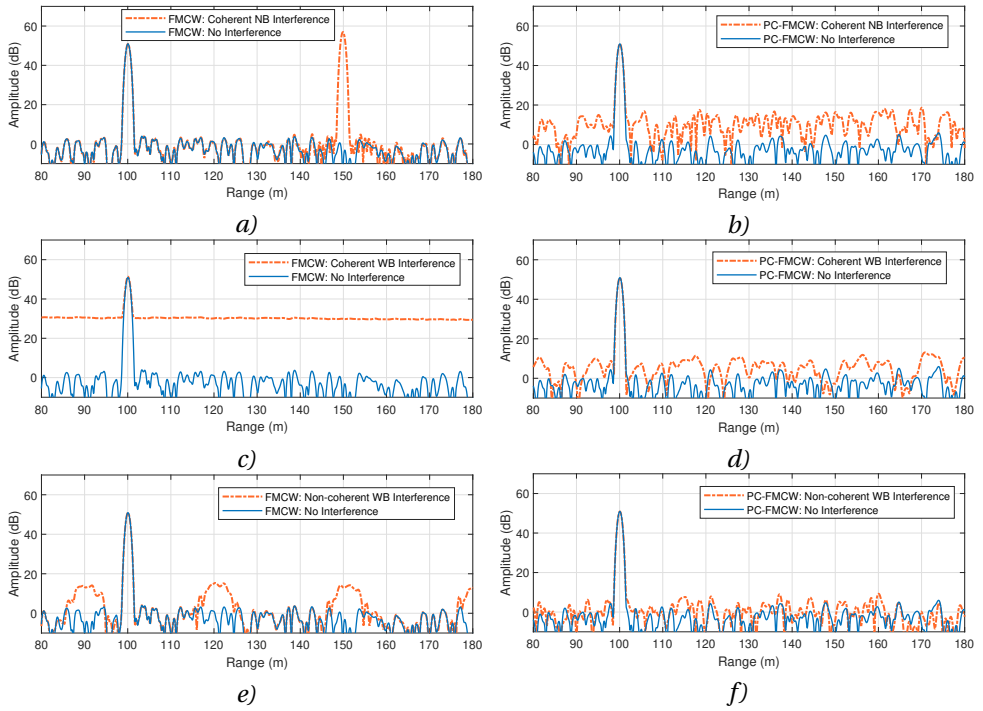 FMCW: Coherent NB Interference
FMCW: No Interference
Amplitude (dB)
60
40
20
0
80 90 100 110 120 130 140 150 160 170 180
Range (m)
a)
PC-FMCW: Coherent NB Interference
PC-FMCW: No Interference
Amplitude (dB)
60
40
20
0
80 90 100 110 120 130 140 150 160 170 180
Range (m)
b)
FMCW: Coherent WB Interference
FMCW: No Interference
Amplitude (dB)
60
40
20
0
80 90 100 110 120 130 140 150 160 170 180
Range (m)
c)
PC-FMCW: Coherent WB Interference
PC-FMCW: No Interference
Amplitude (dB)
60
40
20
0
80 90 100 110 120 130 140 150 160 170 180
Range (m)
d)
FMCW: Non-coherent WB Interference
FMCW: No Interference
Amplitude (dB)
60
40
20
0
80 90 100 110 120 130 140 150 160 170 180
Range (m)
e)
PC-FMCW: Non-coherent WB Interference
PC-FMCW: No Interference
Amplitude (dB)
60
40
20
0
80 90 100 110 120 130 140 150 160 170 180
Range (m)
f)